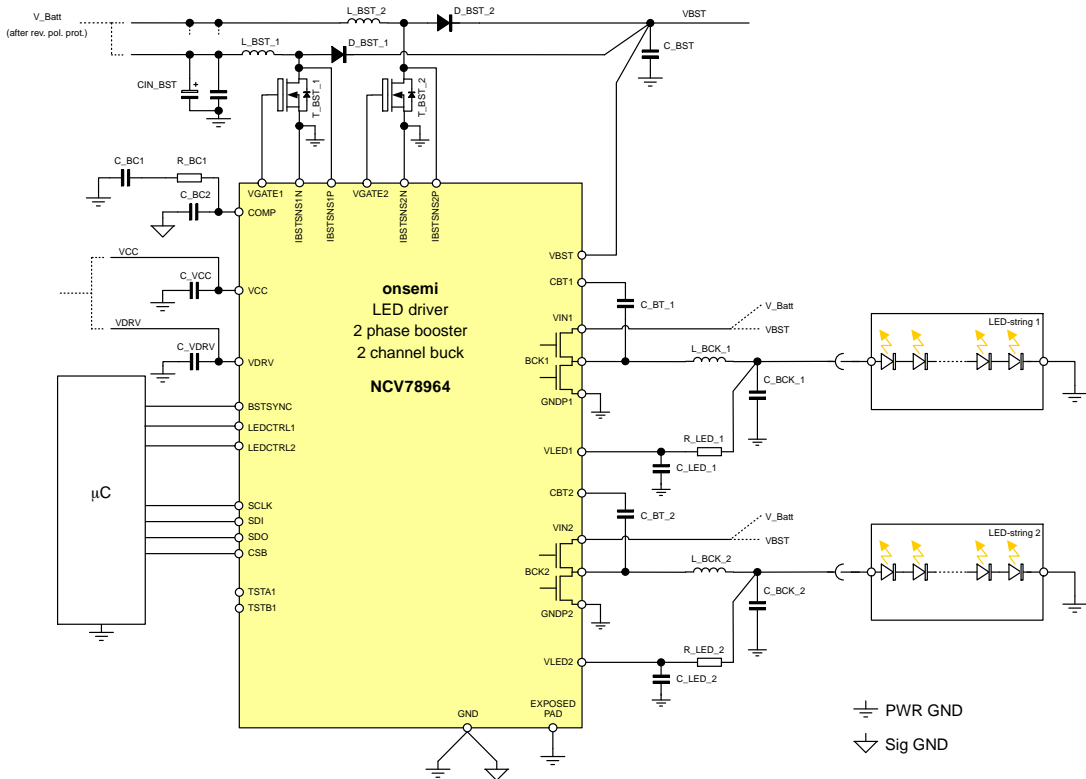 L_BST_2
D_BST_2
V_Batt
VBST
(after rev. pol. prot.)
L_BST_1
D_BST_1
C_BST
CIN_BST
+
T_BST_1
T_BST_2
C_BC1
R_BC1
C_BC2
VGATE1
IBSTSNS1N
IBSTSNS1P
VGATE2
IBSTSNS2N
IBSTSNS2P
COMP
VCC
VBST
C_VCC
CBT1
VCC
onsemi
LED driver
2 phase booster
2 channel buck
NCV78964
C_BT_1
V_Batt
VIN1
VBST
LED-string 1
VDRV
C_VDRV
VDRV
BCK1
L_BCK_1
C_BCK_1
GNDP1
BSTSYNC
LEDCTRL1
LEDCTRL2
R_LED_1
VLED1
C_LED_1
µC
CBT2
SCLK
SDI
SDO
CSB
C_BT_2
V_Batt
VIN2
VBST
LED-string 2
BCK2
L_BCK_2
C_BCK_2
TSTA1
TSTB1
GNDP2
R_LED_2
VLED2
C_LED_2
GND
EXPOSED
PAD
PWR GND
Sig GND